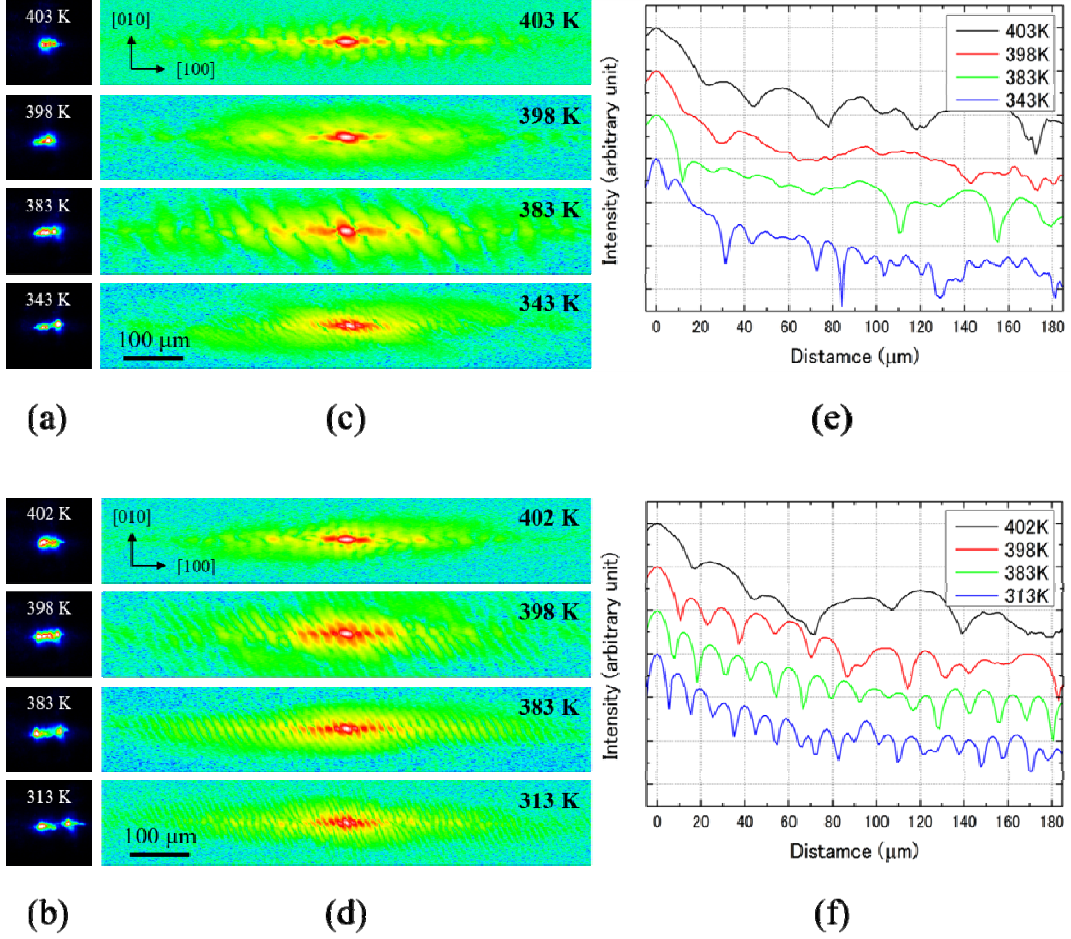 403 K
[010]
[100]
403 K
398 K
398 K
383 K
383 K
343 K
343 K
100 μm
(a)
(c)
Intensity (arbitrary unit)
403K
398K
383K
343K
0 20 40 60 80 100 120 140 160 180
Distamce (μm)
(e)
402 K
[010]
[100]
402 K
398 K
398 K
383 K
383 K
313 K
313 K
100 μm
(b)
(d)
Intensity (arbitrary unit)
402K
398K
383K
313K
0 20 40 60 80 100 120 140 160 180
Distamce (μm)
(f)